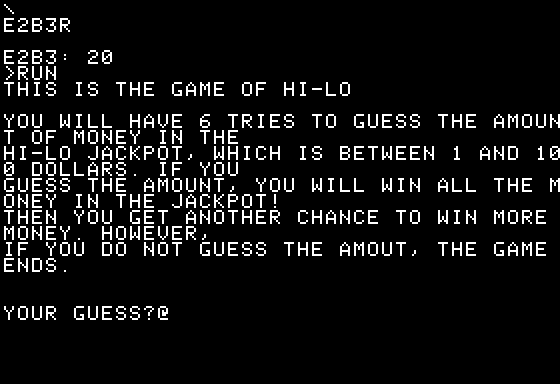 \
E2B3R

E2B3: 20
>RUN
THIS IS THE GAME OF HI-LO

YOU WILL HAVE 6 TRIES TO GUESS THE AMOUN
T OF MONEY IN THE
HI-LO JACKPOT, WHICH IS BETWEEN 1 AND 10
0 DOLLARS. IF YOU
GUESS THE AMOUNT, YOU WILL WIN ALL THE M
ONEY IN THE JACKPOT!
THEN YOU GET ANOTHER CHANCE TO WIN MORE
MONEY. HOWEVER,
IF YOU DO NOT GUESS THE AMOUT, THE GAME
ENDS.

YOUR GUESS?@